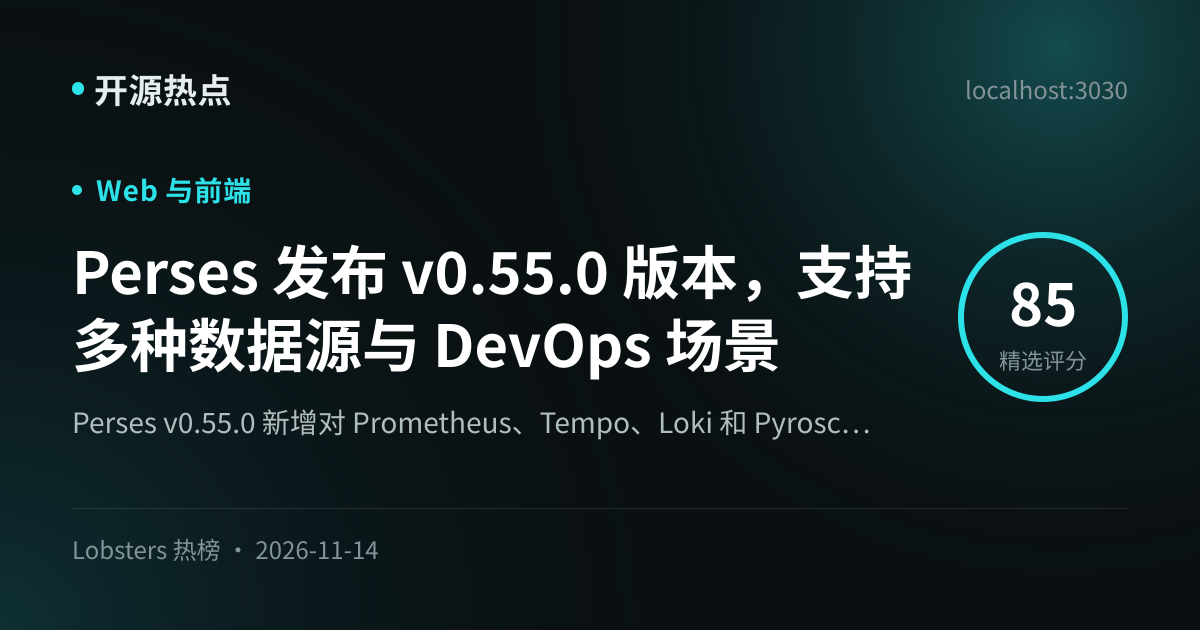 开源热点
localhost:3030
Web 与前端
Perses 发布 v0.55.0 版本，支持
多种数据源与 DevOps 场景
85
精选评分
Perses v0.55.0 新增对 Prometheus、Tempo、Loki 和 Pyrosc…
Lobsters 热榜 · 2026-11-14